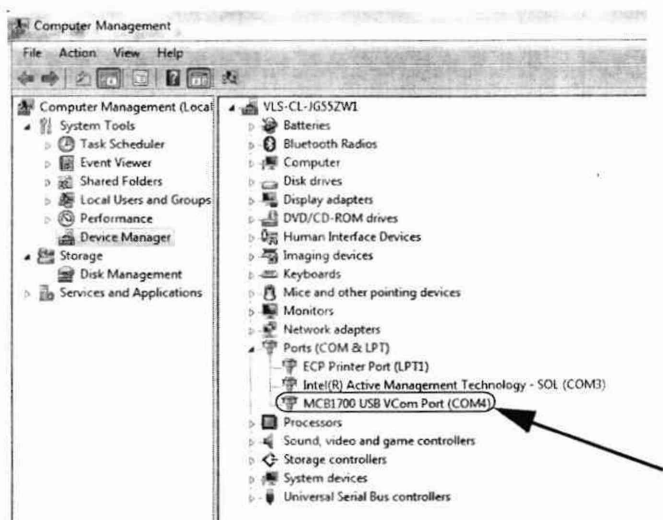 Computer Management
File Action View Help
Computer Management (Local
System Tools
Task Scheduler
Event Viewer
Shared Folders
Local Users and Groups
Performance
Device Manager
Storage
Disk Management
Services and Applications
VLS-CL-JG55ZW1
Batteries
Bluetooth Radios
Computer
Disk drives
Display adapters
DVD/CD-ROM drives
Human Interface Devices
Imaging devices
Keyboards
Mice and other pointing devices
Monitors
Network adapters
Ports (COM & LPT)
ECP Printer Port (LPT1)
Intel(R) Active Management Technology - SOL (COM3)
MCB1700 USB VCom Port (COM4)
Processors
Sound, video and game controllers
Storage controllers
System devices
Universal Serial Bus controllers